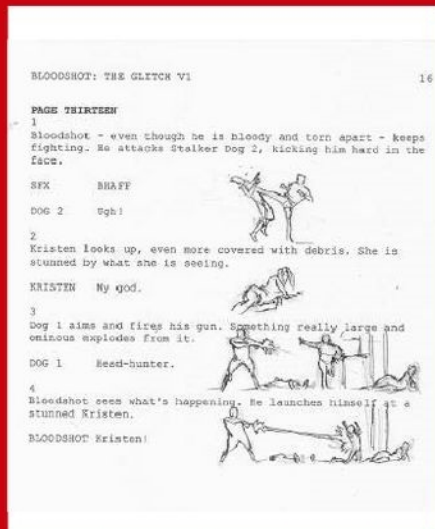 BLOODSHOT: THE GLITCH V1 16
PAGE THIRTEEN
1
Bloodshot - even though he is bloody and torn apart - keeps
fighting. He attacks Stalker Dog 2, kicking him hard in the
face.
SFX BHAFF
DOG 2 Ugh!
2
Kristen looks up, even more covered with debris. She is
stunned by what she is seeing.
KRISTEN My god.
3
Dog 1 aims and fires his gun. Something really large and
ominous explodes from it.
DOG 1 Head-hunter.
4
Bloodshot sees what's happening. He launches himself at a
stunned Kristen.
BLOODSHOT Kristen!